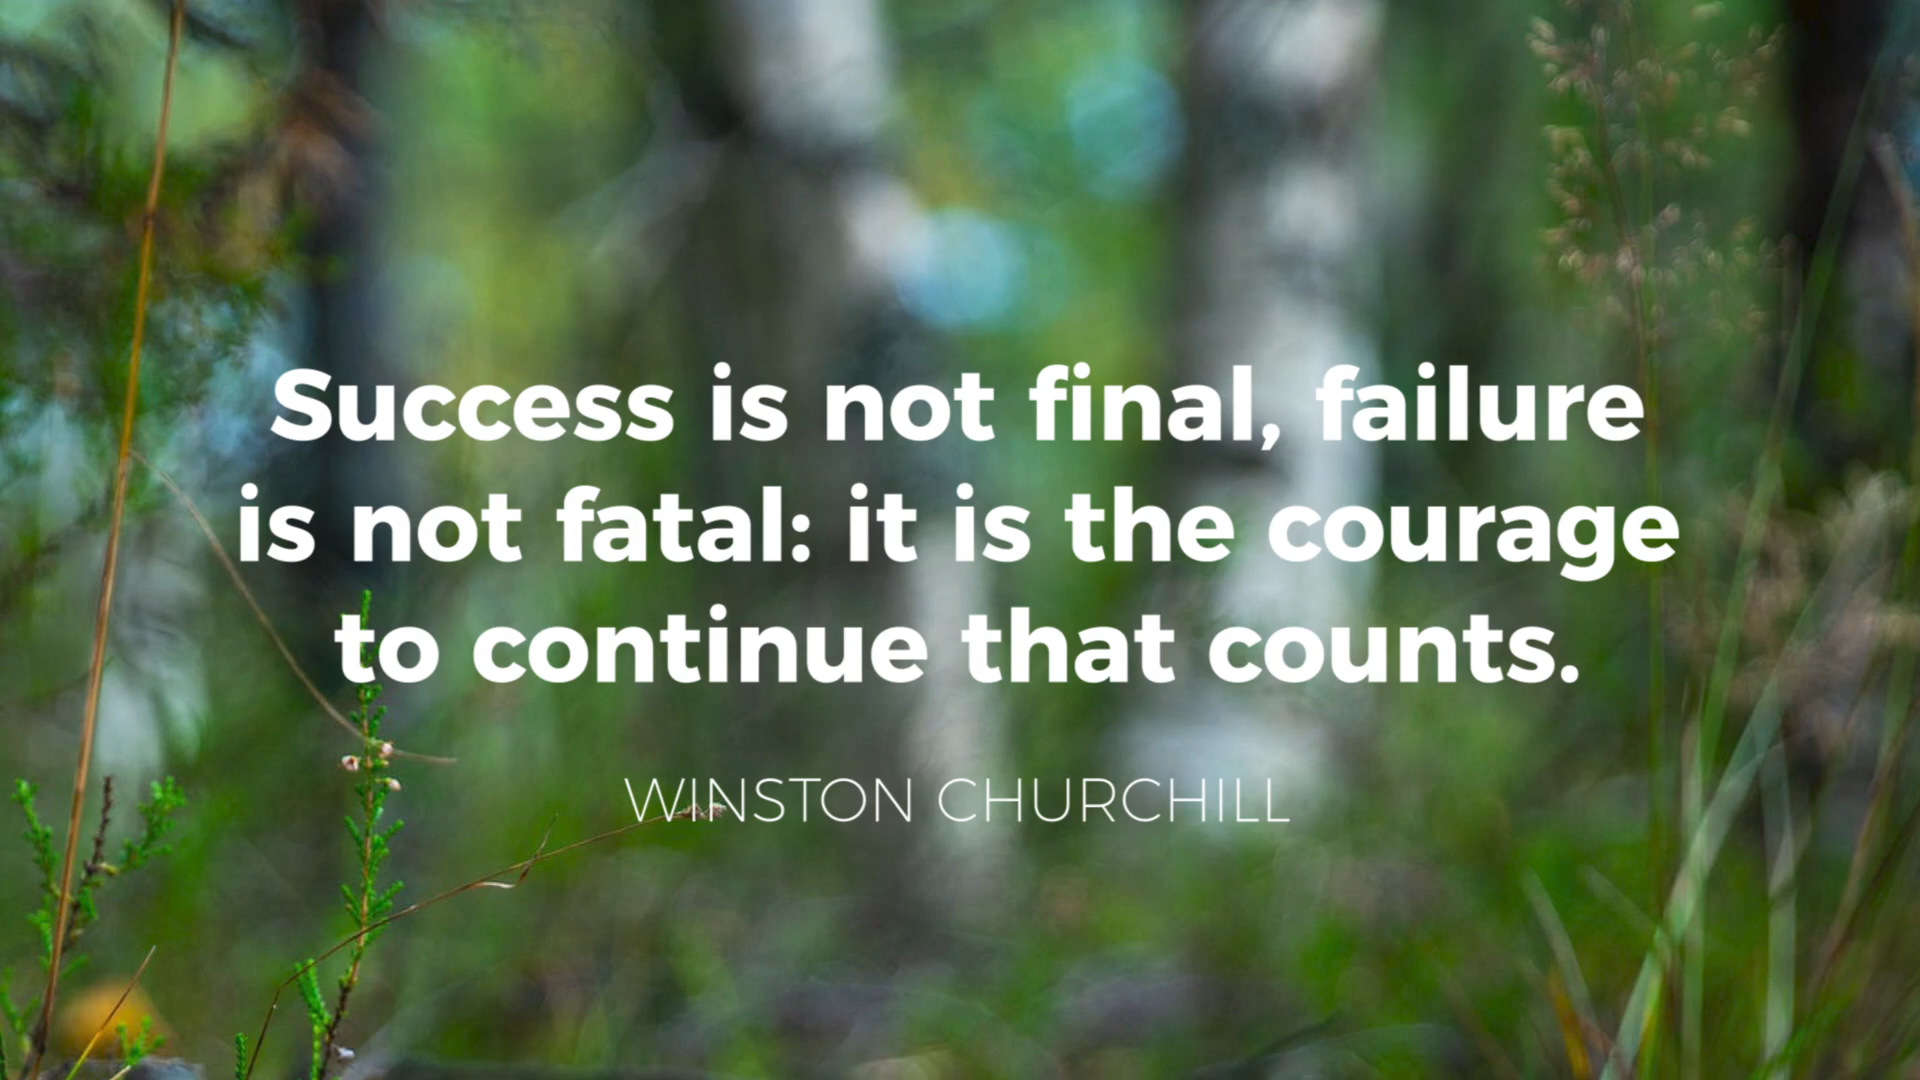 Success is not final, failure
is not fatal: it is the courage
to continue that counts.
WINSTON CHURCHILL